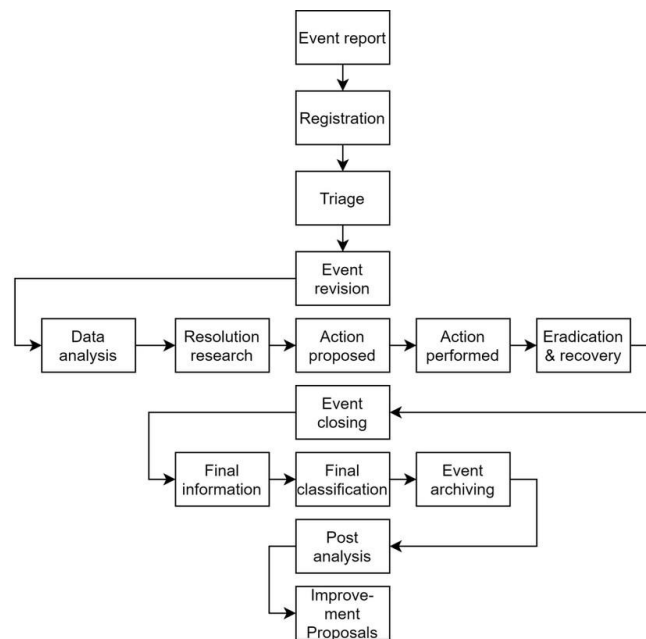 Event report
Registration
Triage
Event
revision
Data
analysis
Resolution
research
Action
proposed
Action
performed
Eradication
& recovery
Event
closing
Final
information
Final
classification
Event
archiving
Post
analysis
Improve-
ment
Proposals